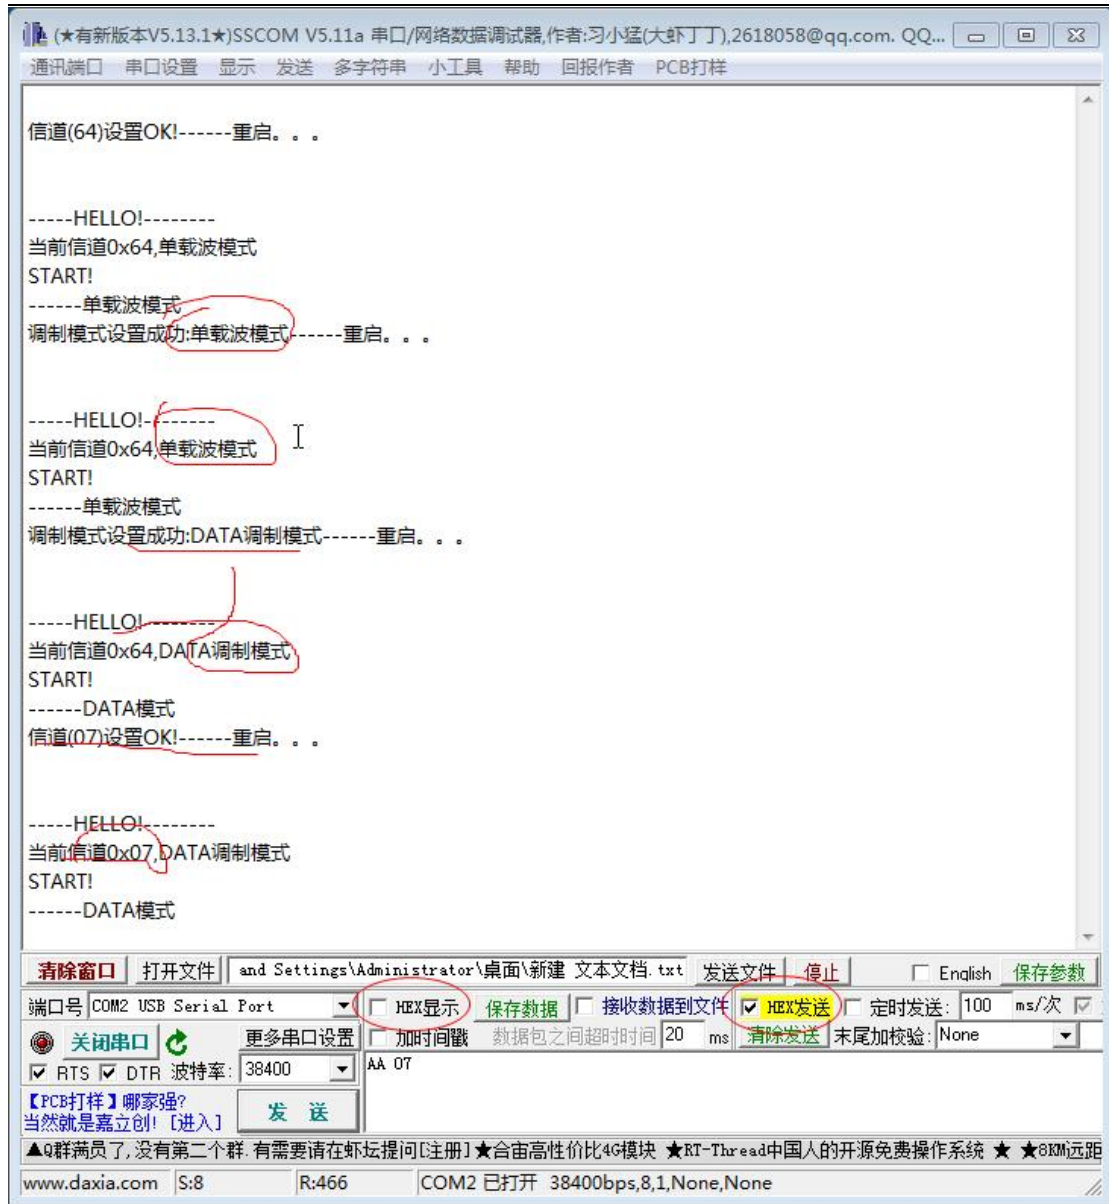 (★有新版本V5.13.1★)SSCOM V5.11a 串口/网络数据调试器,作者:习小猛(大虾丁丁),2618058@qq.com. QQ...
通讯端口 串口设置 显示 发送 多字符串 小工具 帮助 回报作者 PCB打样
信道(64)设置OK!------重启。。。
-----HELLO!--------
当前信道0x64,单载波模式
START!
------单载波模式
调制模式设置成功:单载波模式------重启。。。
-----HELLO!--------
当前信道0x64,单载波模式
START!
------单载波模式
调制模式设置成功:DATA调制模式------重启。。。
-----HELLO!--------
当前信道0x64,DATA调制模式
START!
------DATA模式
信道(07)设置OK!------重启。。。
-----HELLO!--------
当前信道0x07,DATA调制模式
START!
------DATA模式
清除窗口 打开文件 and Settings\Administrator\桌面\新建 文本文档.txt 发送文件 停止 English 保存参数
端口号 COM2 USB Serial Port HEX显示 保存数据 接收数据到文件 HEX发送 定时发送: 100 ms/次
关闭串口 更多串口设置 加时间戳 数据包之间超时时间 20 ms 清除发送 末尾加校验: None
RTS DTR 波特率: 38400 AA 07
【PCB打样】哪家强?
当然就是嘉立创! [进入] 发 送
▲Q群满员了,没有第二个群.有需要请在虾坛提问[注册]★合宙高性价比4G模块 ★RT-Thread中国人的开源免费操作系统 ★ ★8KM远距
www.daxia.com S:8 R:466 COM2 已打开 38400bps,8,1,None,None